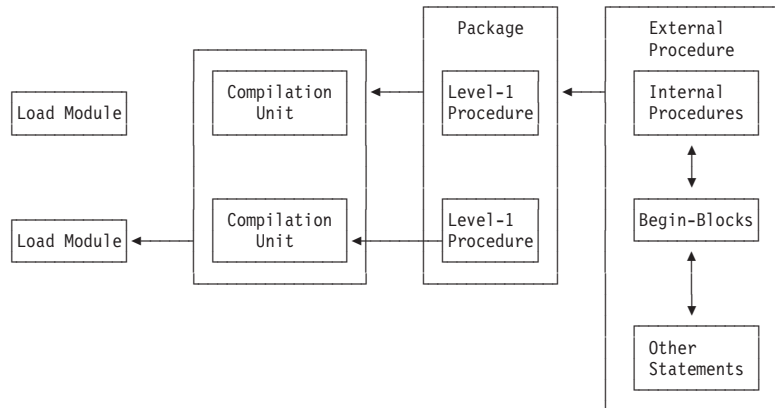 Package
External
Procedure
Load Module
Compilation
Unit
Level-1
Procedure
Internal
Procedures
Load Module
Compilation
Unit
Level-1
Procedure
Begin-Blocks
Other
Statements